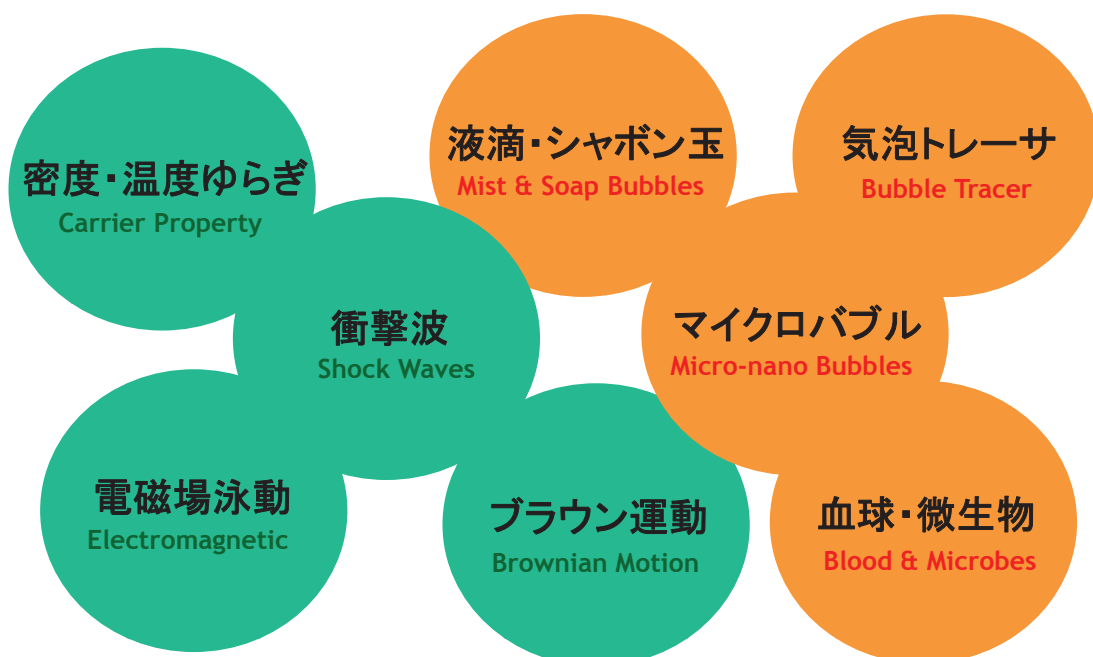 密度・温度ゆらぎ
Carrier Property
液滴・シャボン玉
Mist & Soap Bubbles
気泡トレーサ
Bubble Tracer
衝撃波
Shock Waves
マイクロバブル
Micro-nano Bubbles
電磁場泳動
Electromagnetic
ブラウン運動
Brownian Motion
血球・微生物
Blood & Microbes